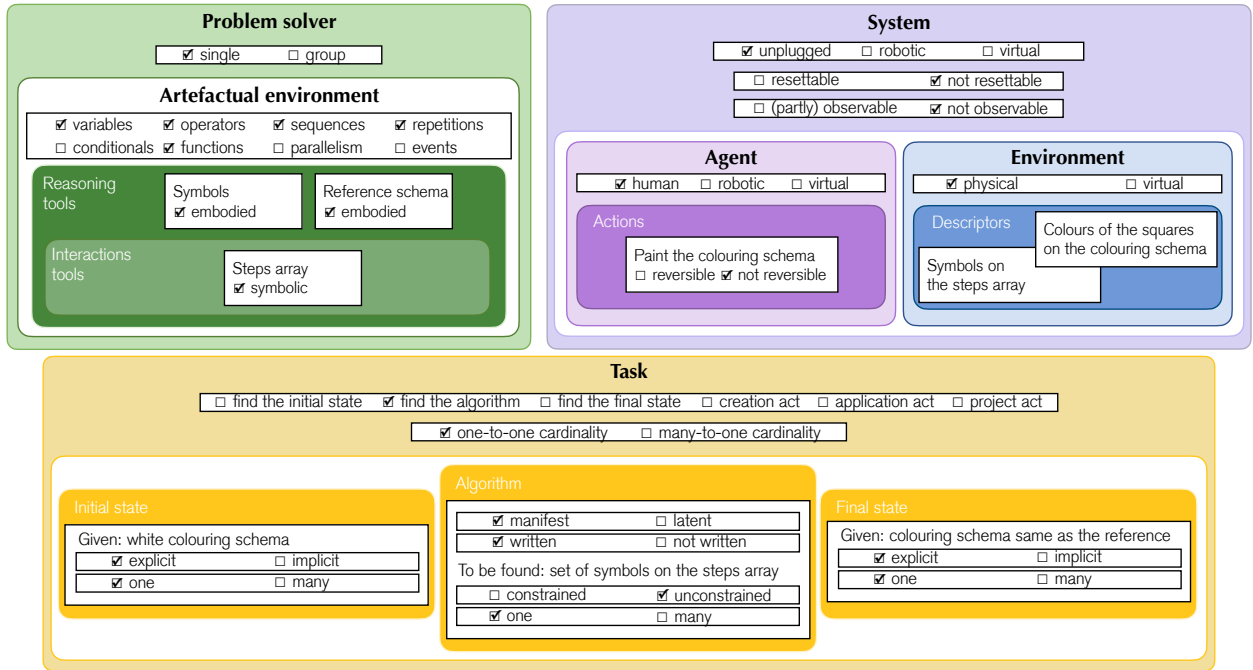 Problem solver
☑ single ☐ group
Artefactual environment
☑ variables ☑ operators ☑ sequences ☑ repetitions
☐ conditionals ☑ functions ☐ parallelism ☐ events
Reasoning
tools
Symbols
☑ embodied
Reference schema
☑ embodied
Interactions
tools
Steps array
☑ symbolic
System
☑ unplugged ☐ robotic ☐ virtual
☐ resettable ☑ not resettable
☐ (partly) observable ☑ not observable
Agent
☑ human ☐ robotic ☐ virtual
Actions
Paint the colouring schema
☐ reversible ☑ not reversible
Environment
☑ physical ☐ virtual
Descriptors
Colours of the squares
on the colouring schema
Symbols on
the steps array
Task
☐ find the initial state ☑ find the algorithm ☐ find the final state ☐ creation act ☐ application act ☐ project act
☑ one-to-one cardinality ☐ many-to-one cardinality
Initial state
Given: white colouring schema
☑ explicit ☐ implicit
☑ one ☐ many
Algorithm
☑ manifest ☐ latent
☑ written ☐ not written
To be found: set of symbols on the steps array
☐ constrained ☑ unconstrained
☑ one ☐ many
Final state
Given: colouring schema same as the reference
☑ explicit ☐ implicit
☑ one ☐ many